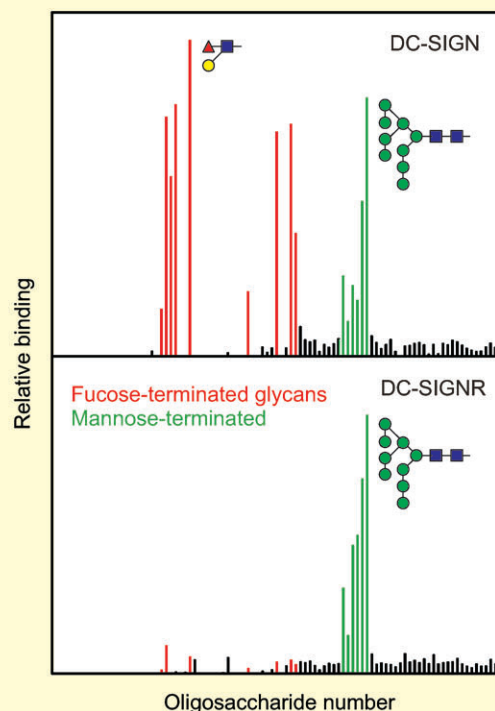 DC-SIGN
Relative binding
DC-SIGNR
Fucose-terminated glycans
Mannose-terminated
Oligosaccharide number